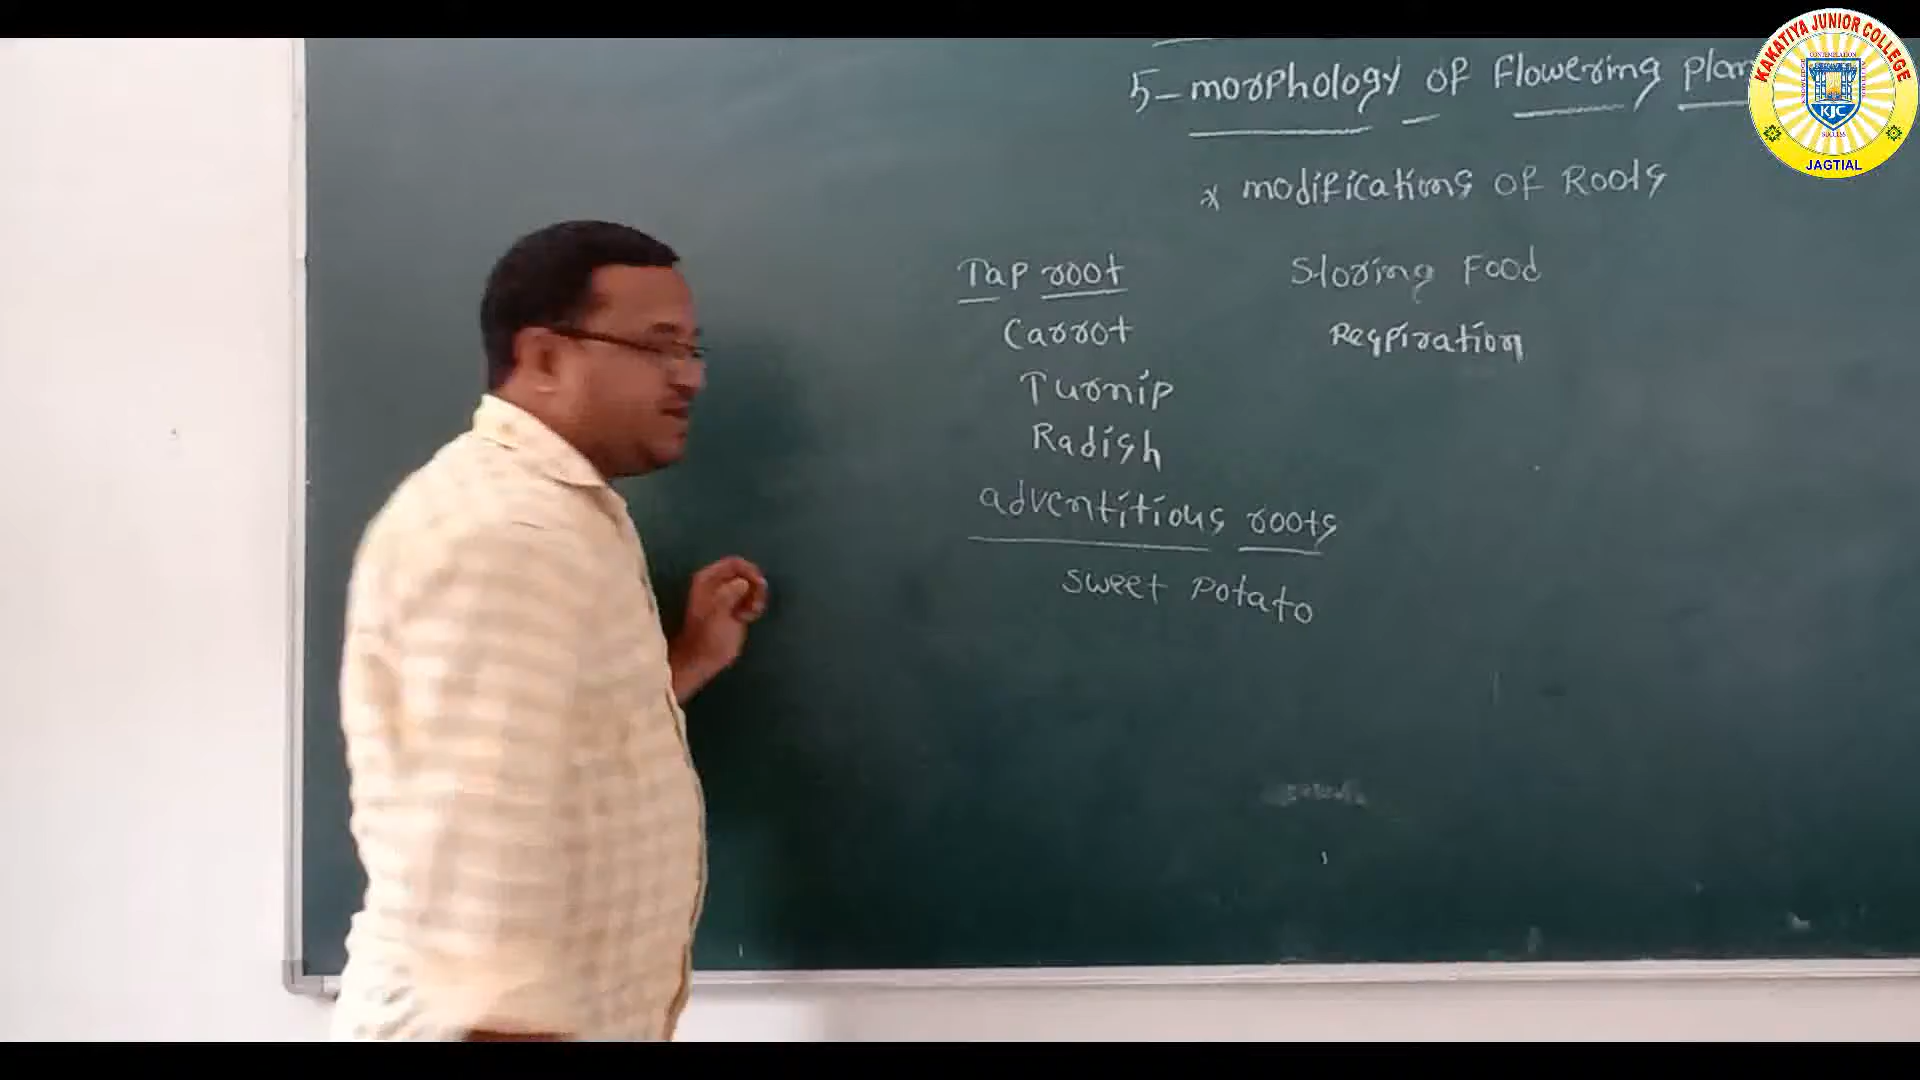 KAKATIYA JUNIOR COLLEGE
KJC
SUCCESS
JAGTIAL
5- morphology of flowering plan
* modifications of Roots
Tap root
Carrot
Turnip
Radish
adventitious roots
sweet potato
Storing Food
Respiration